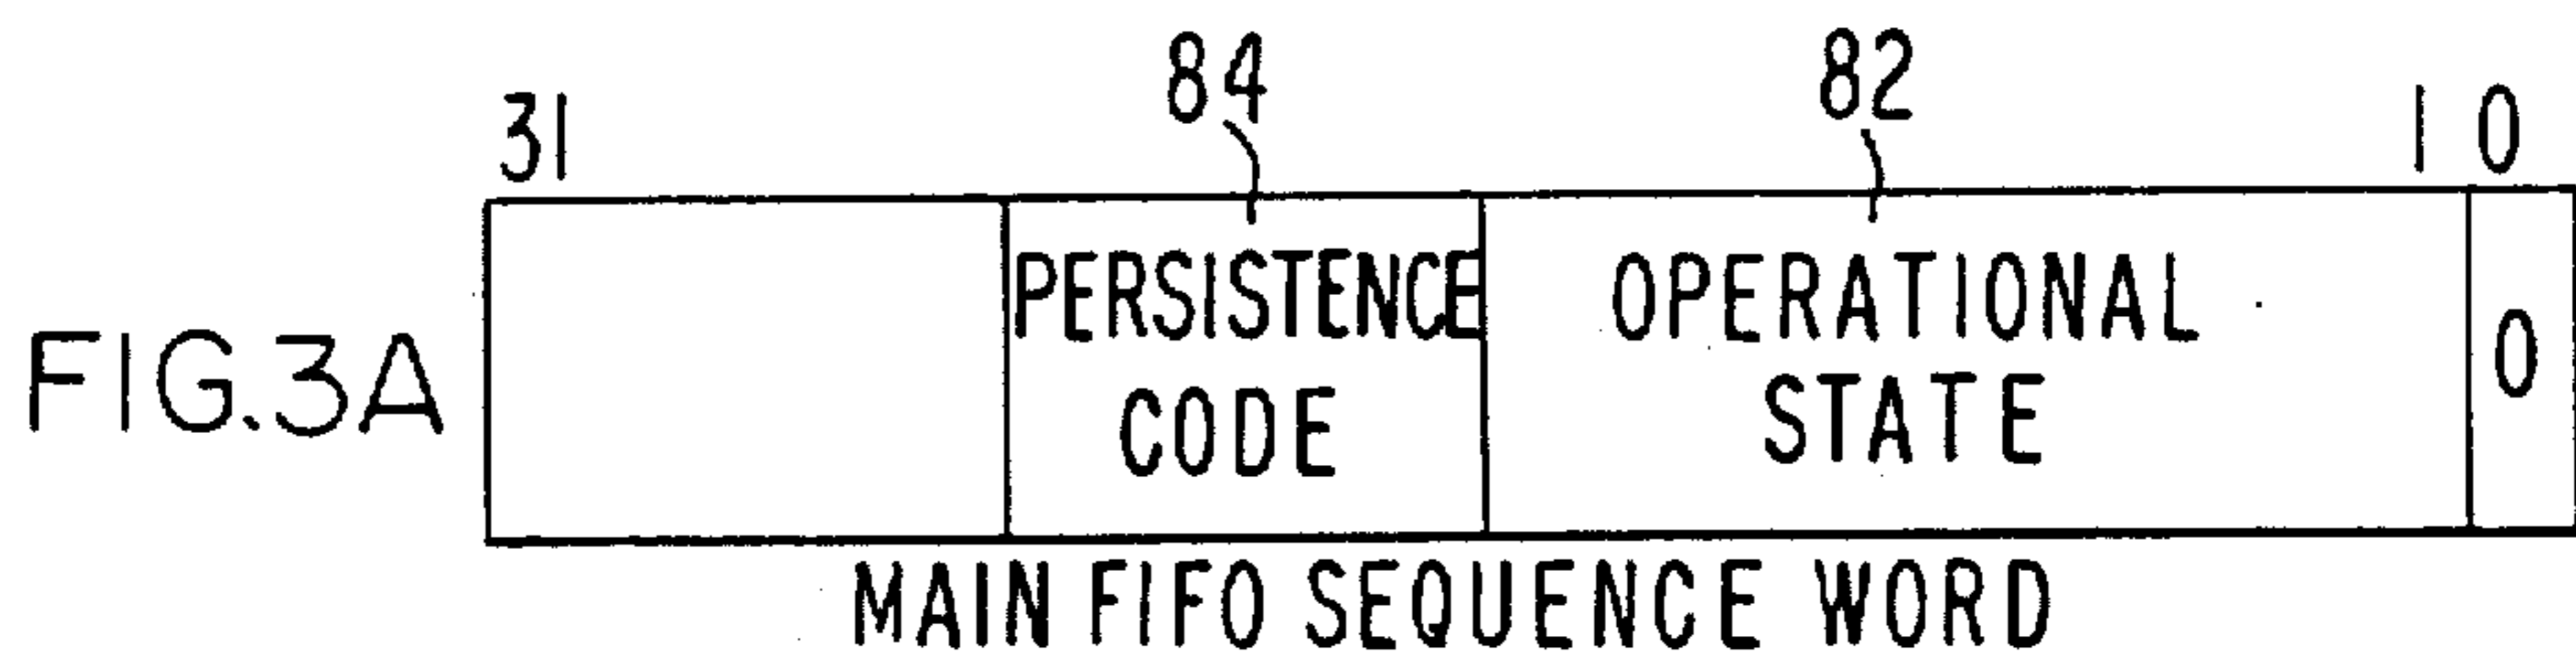 84 82
31 1 0
PERSISTENCE CODE
OPERATIONAL STATE
0
FIG.3A
MAIN FIFO SEQUENCE WORD